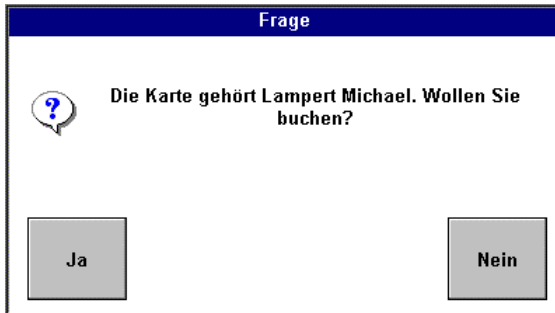 Frage
Die Karte gehört Lampert Michael. Wollen Sie
buchen?
Ja
Nein